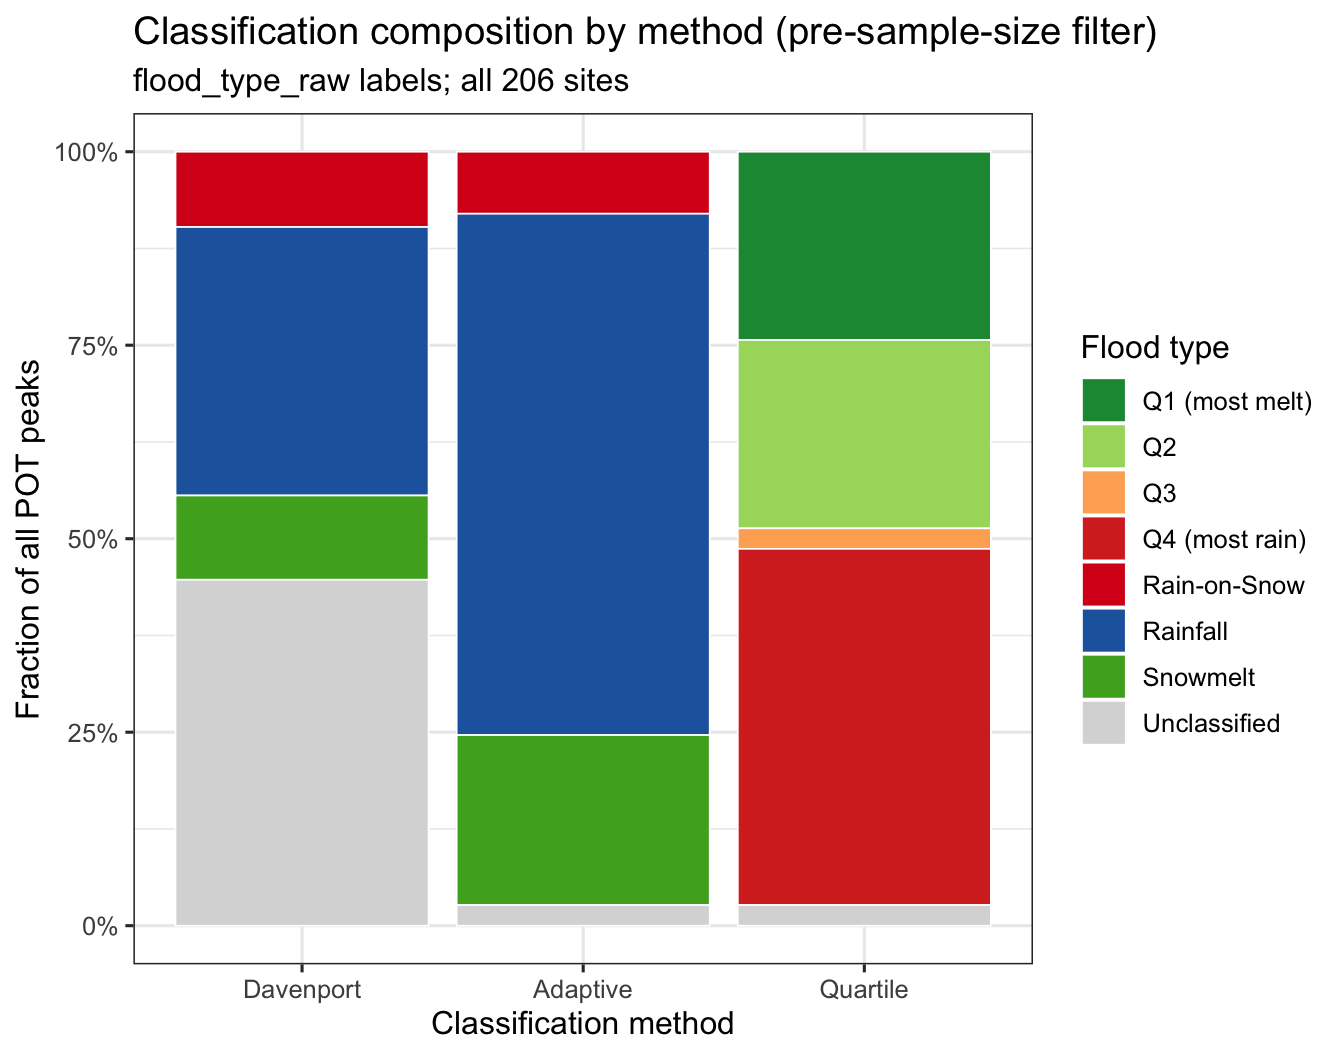 Classification composition by method (pre-sample-size filter)
flood_type_raw labels; all 206 sites
Fraction of all POT peaks
100%
75%
50%
25%
0%
Davenport
Adaptive
Quartile
Classification method
Flood type
Q1 (most melt)
Q2
Q3
Q4 (most rain)
Rain-on-Snow
Rainfall
Snowmelt
Unclassified